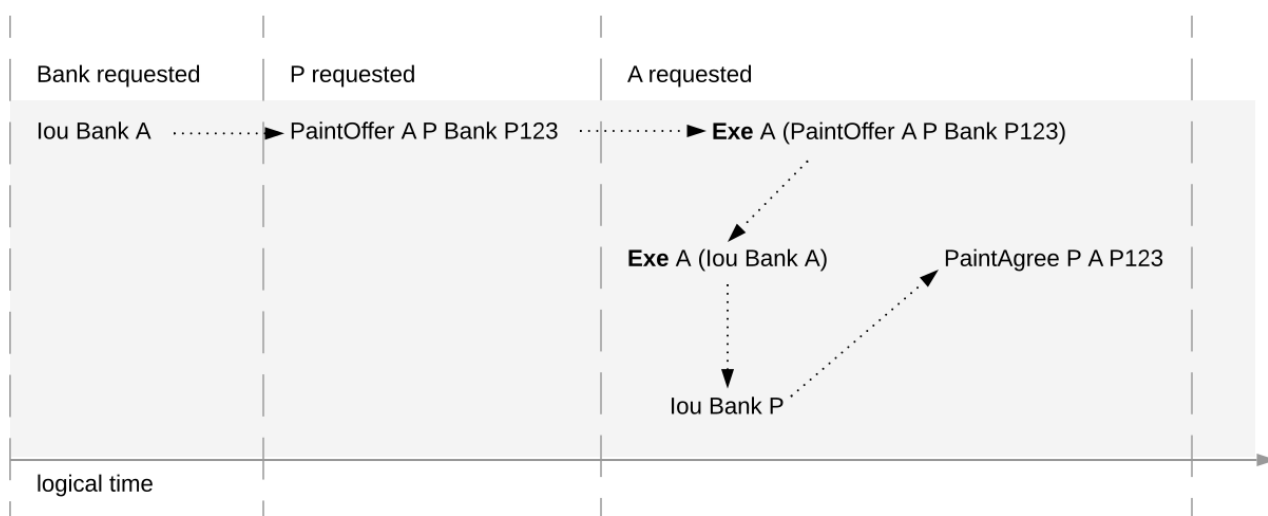 Bank requested
P requested
A requested
Iou Bank A
PaintOffer A P Bank P123
Exe A (PaintOffer A P Bank P123)
Exe A (Iou Bank A)
PaintAgree P A P123
Iou Bank P
logical time